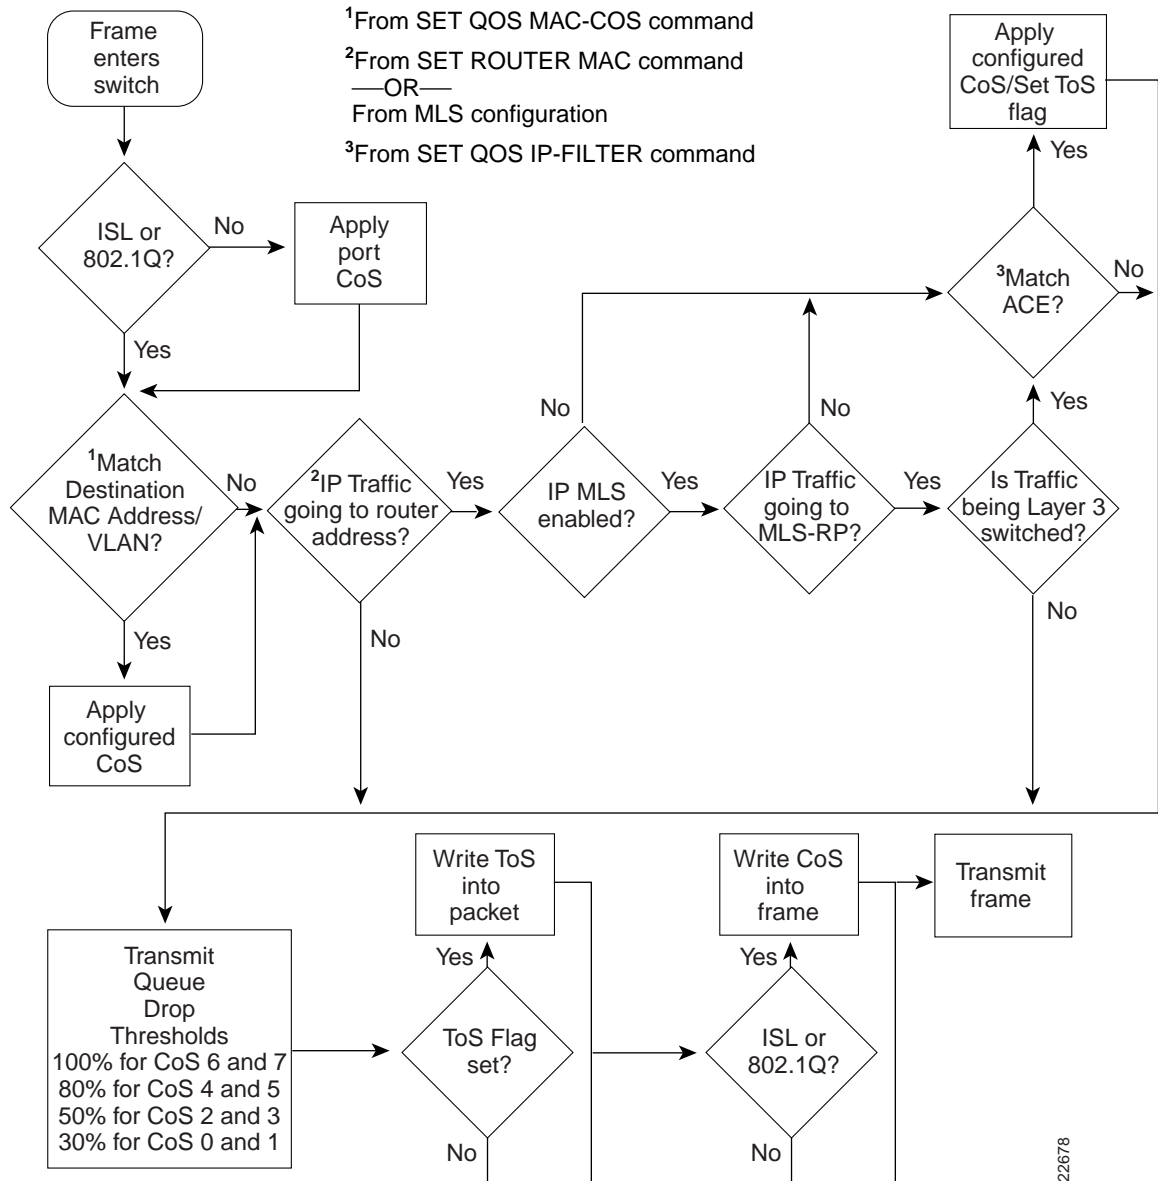 Frame
enters
switch
¹From SET QOS MAC-COS command
²From SET ROUTER MAC command
—OR—
From MLS configuration
³From SET QOS IP-FILTER command
Apply
configured
CoS/Set ToS
flag
Yes
ISL or
802.1Q?
No
Apply
port
CoS
³Match
ACE?
No
Yes
Yes
¹Match
Destination
MAC Address/
VLAN?
No
²IP Traffic
going to router
address?
Yes
No
IP MLS
enabled?
Yes
No
IP Traffic
going to
MLS-RP?
Yes
Is Traffic
being Layer 3
switched?
Yes
No
No
Apply
configured
CoS
Write ToS
into
packet
Write CoS
into
frame
Transmit
frame
Transmit
Queue
Drop
Thresholds
100% for CoS 6 and 7
80% for CoS 4 and 5
50% for CoS 2 and 3
30% for CoS 0 and 1
Yes
ToS Flag
set?
No
Yes
ISL or
802.1Q?
No
22678